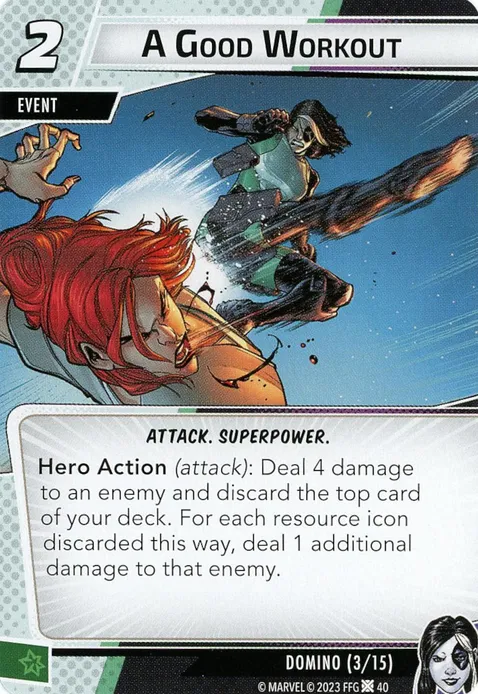 2
A GOOD WORKOUT
EVENT
ATTACK. SUPERPOWER.
Hero Action (attack): Deal 4 damage
to an enemy and discard the top card
of your deck. For each resource icon
discarded this way, deal 1 additional
damage to that enemy.
DOMINO (3/15)
© MARVEL © 2023 FFG 40